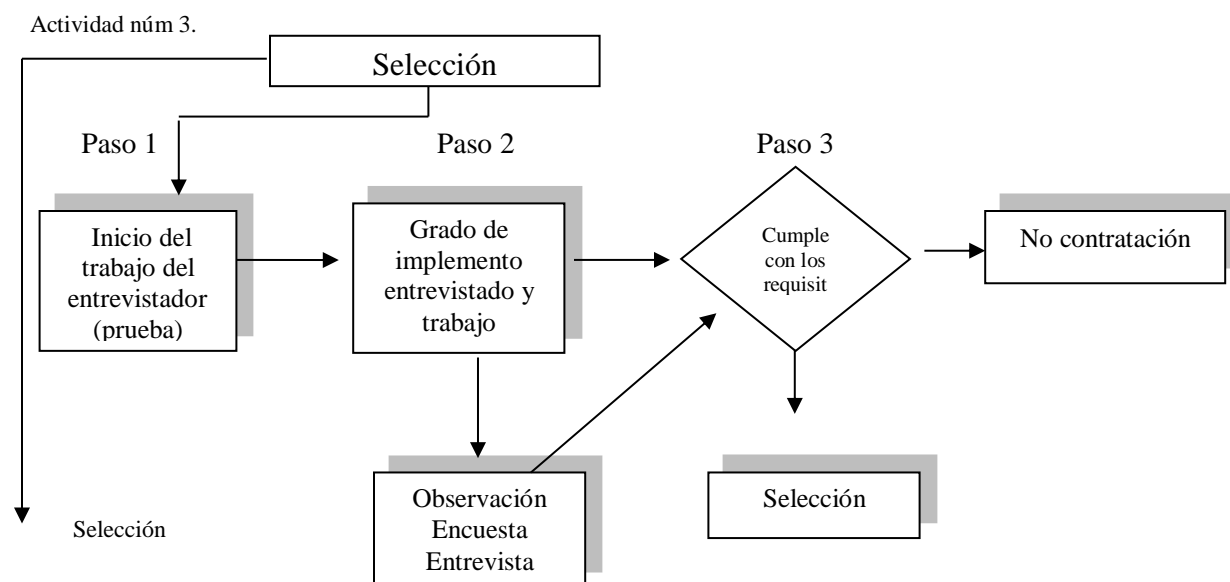 Actividad núm 3.
Selección
Paso 1
Paso 2
Paso 3
Inicio del
trabajo del
entrevistador
(prueba)
Grado de
implemento
entrevistado y
trabajo
Cumple
con los
requisit
No contratación
Observación
Encuesta
Entrevista
Selección
Selección